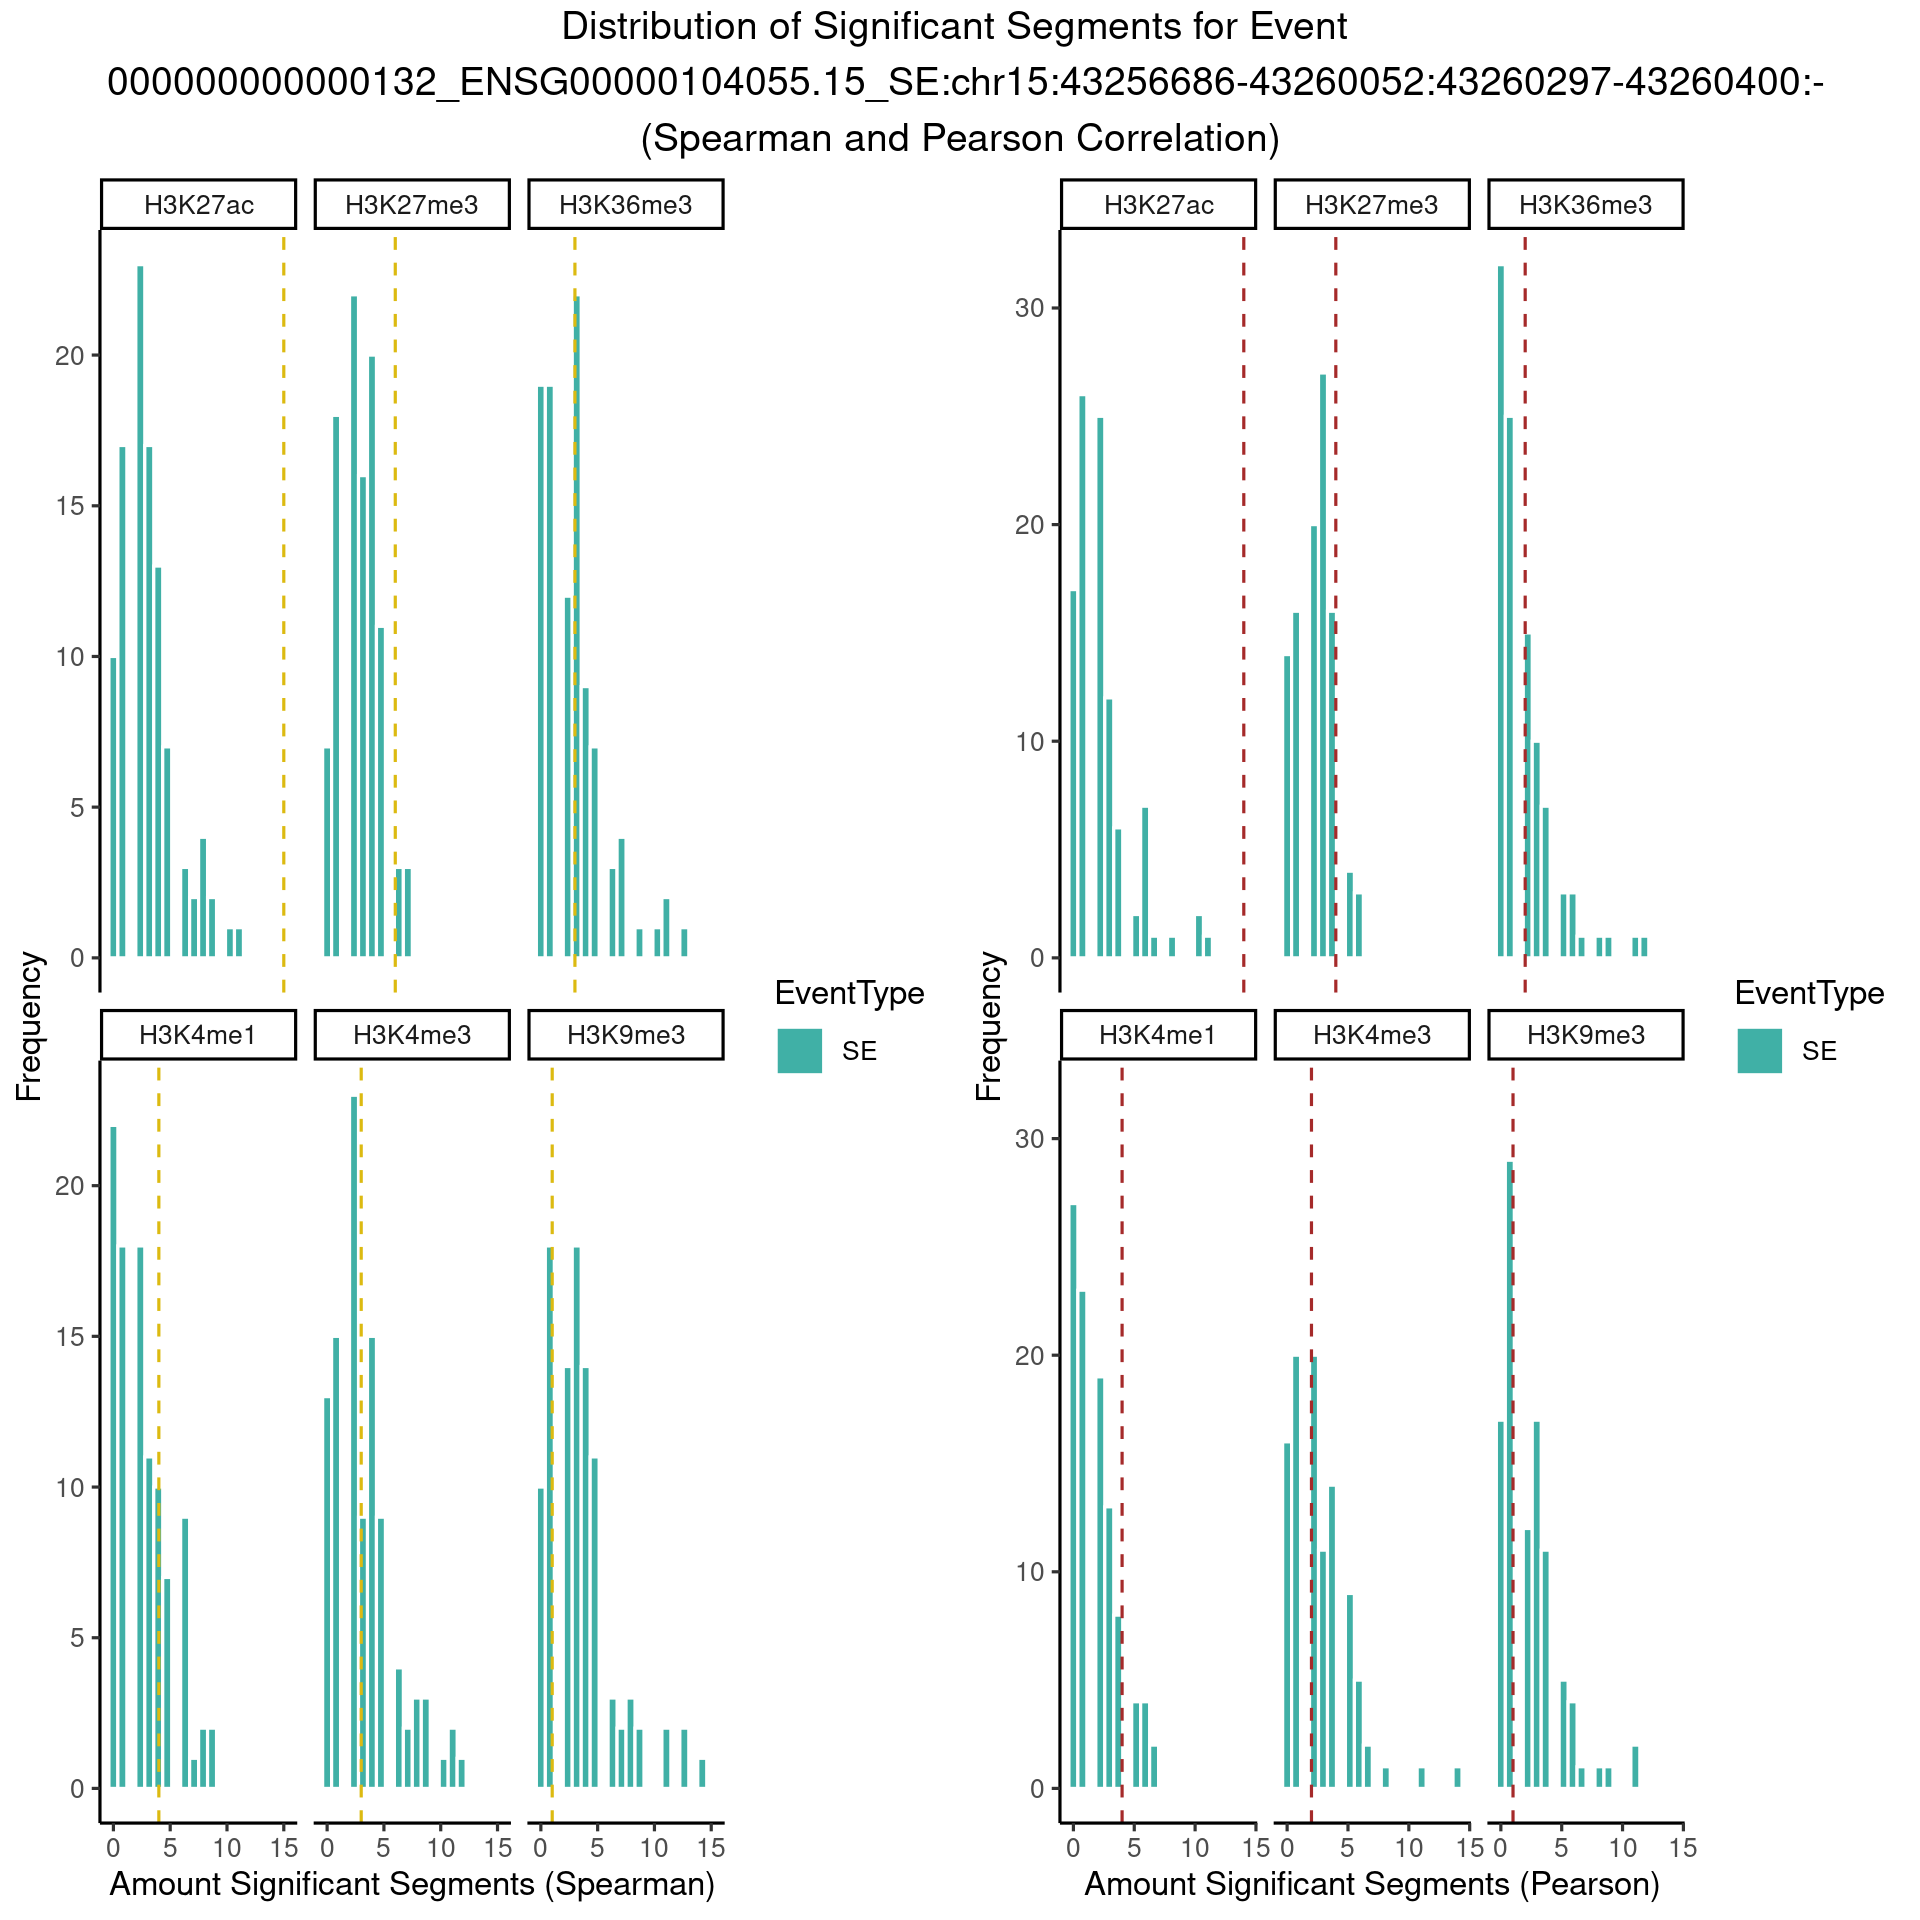 Distribution of Significant Segments for Event
000000000000132_ENSG00000104055.15_SE:chr15:43256686-43260052:43260297-43260400:-
(Spearman and Pearson Correlation)
H3K27ac H3K27me3 H3K36me3
20
15
10
5
0
H3K4me1 H3K4me3 H3K9me3
20
15
10
5
0
0 5 10 15 0 5 10 15 0 5 10 15
Frequency
Amount Significant Segments (Spearman)
EventType
SE
H3K27ac H3K27me3 H3K36me3
30
20
10
0
H3K4me1 H3K4me3 H3K9me3
30
20
10
0
0 5 10 15 0 5 10 15 0 5 10 15
Frequency
Amount Significant Segments (Pearson)
EventType
SE